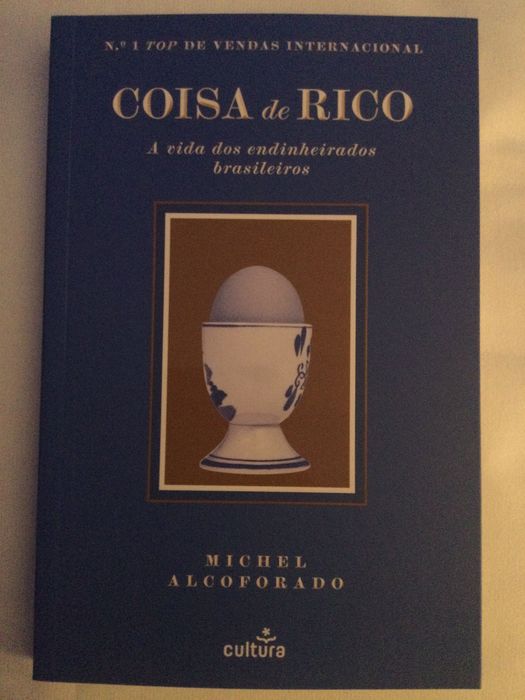 N.º 1 TOP DE VENDAS INTERNACIONAL
COISA de RICO
A vida dos endinheirados
brasileiros
MICHEL
ALCOFORADO
cultura